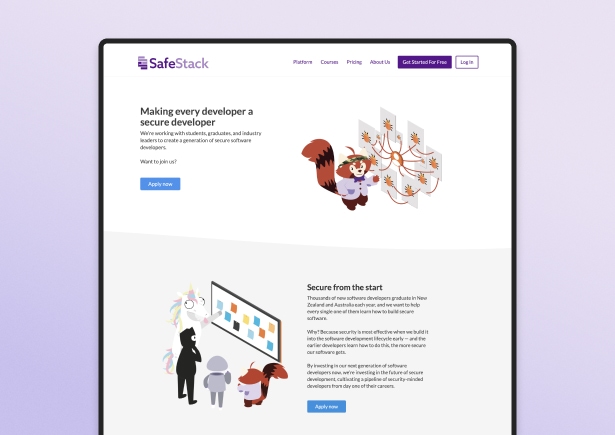 SafeStack
Platform Courses Pricing About Us Get Started For Free Log In
Making every developer a
secure developer
We're working with students, graduates, and industry
leaders to create a generation of secure software
developers.
Want to join us?
Apply now
Secure from the start
Thousands of new software developers graduate in New
Zealand and Australia each year, and we want to help
every single one of them learn how to build secure
software.
Why? Because security is most effective when we build it
into the software development lifecycle early — and the
earlier developers learn how to do this, the more secure
our software gets.
By investing in our next generation of software
developers now, we're investing in the future of secure
development, cultivating a pipeline of security-minded
developers from day one of their careers.
Apply now